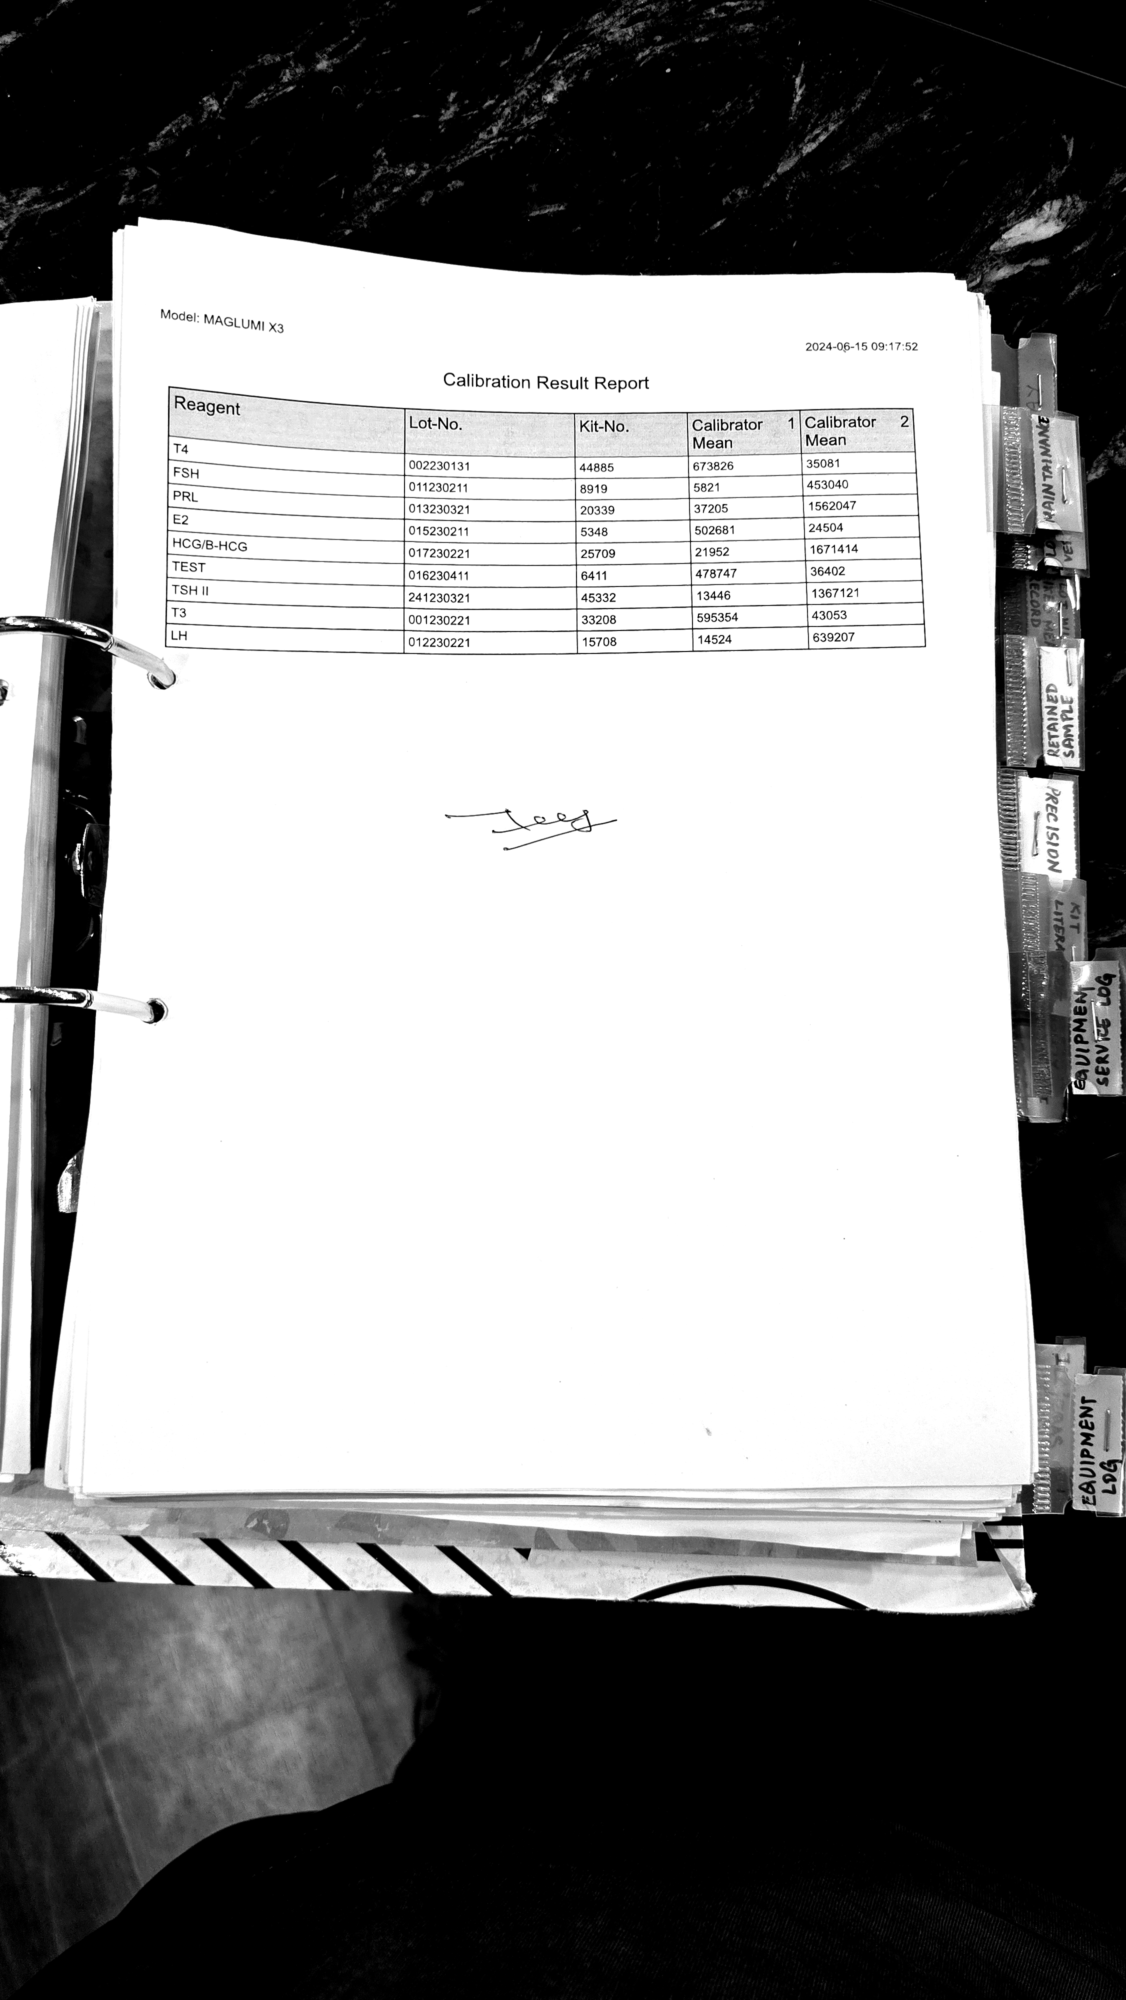 Model: MAGLUMI X3
2024-06-15 09:17:52
Calibration Result Report
Reagent Lot-No. Kit-No. Calibrator 1 Mean Calibrator 2 Mean
T4 002230131 44885 673826 35081
FSH 011230211 8919 5821 453040
PRL 013230321 20339 37205 1562047
E2 015230211 5348 502681 24504
HCG/B-HCG 017230221 25709 21952 1671414
TEST 016230411 6411 478747 36402
TSH II 241230321 45332 13446 1367121
T3 001230221 33208 595354 43053
LH 012230221 15708 14524 639207
RETAINED
SAMPLE
PRECISION
KIT
EQUIPMENT
SERVICE LOG
EQUIPMENT
LOG